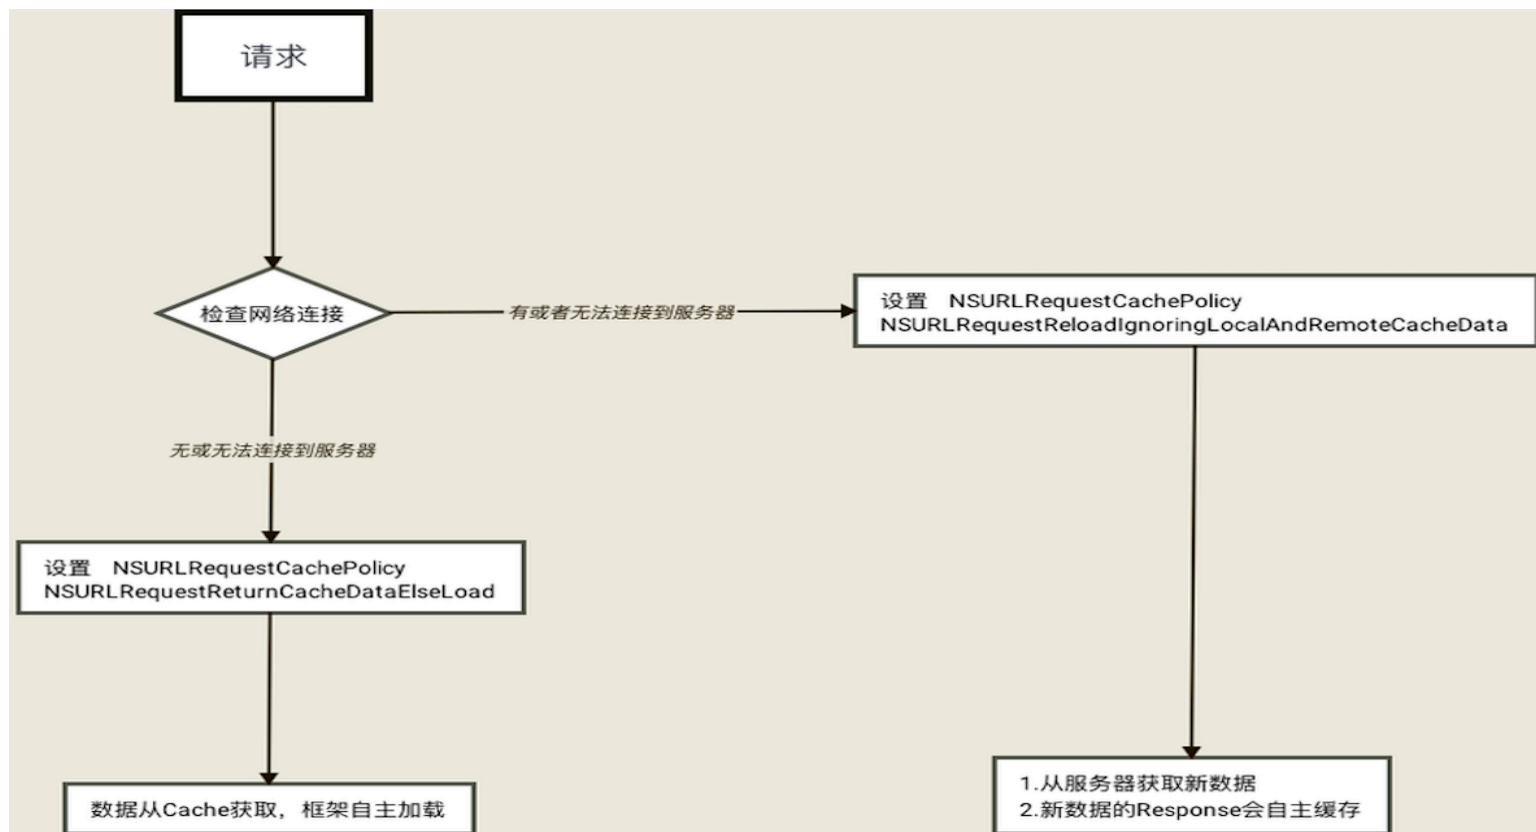 请求
检查网络连接
有或者无法连接到服务器
设置 NSURLRequestCachePolicy
NSURLRequestReloadIgnoringLocalAndRemoteCacheData
无或无法连接到服务器
设置 NSURLRequestCachePolicy
NSURLRequestReturnCacheDataElseLoad
数据从Cache获取，框架自主加载
1.从服务器获取新数据
2.新数据的Response会自主缓存